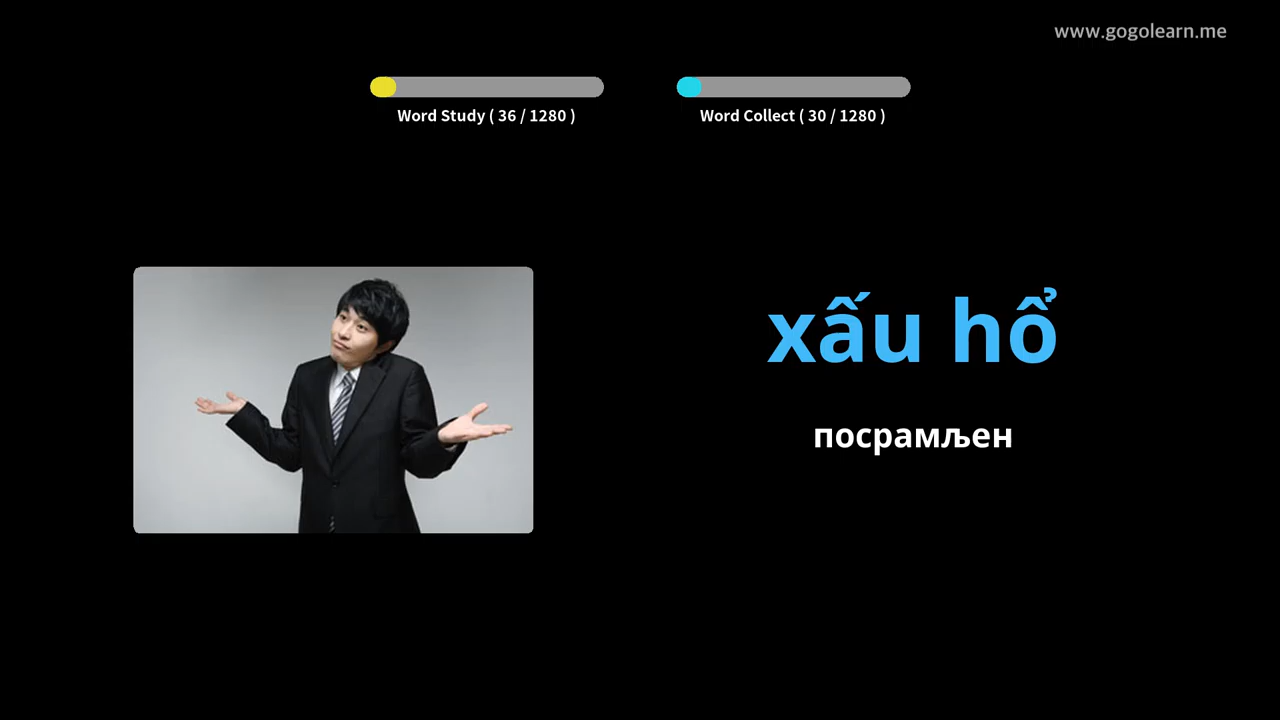 www.gogolearn.me
Word Study ( 36 / 1280 )
Word Collect ( 30 / 1280 )
xấu hổ
посрамљен